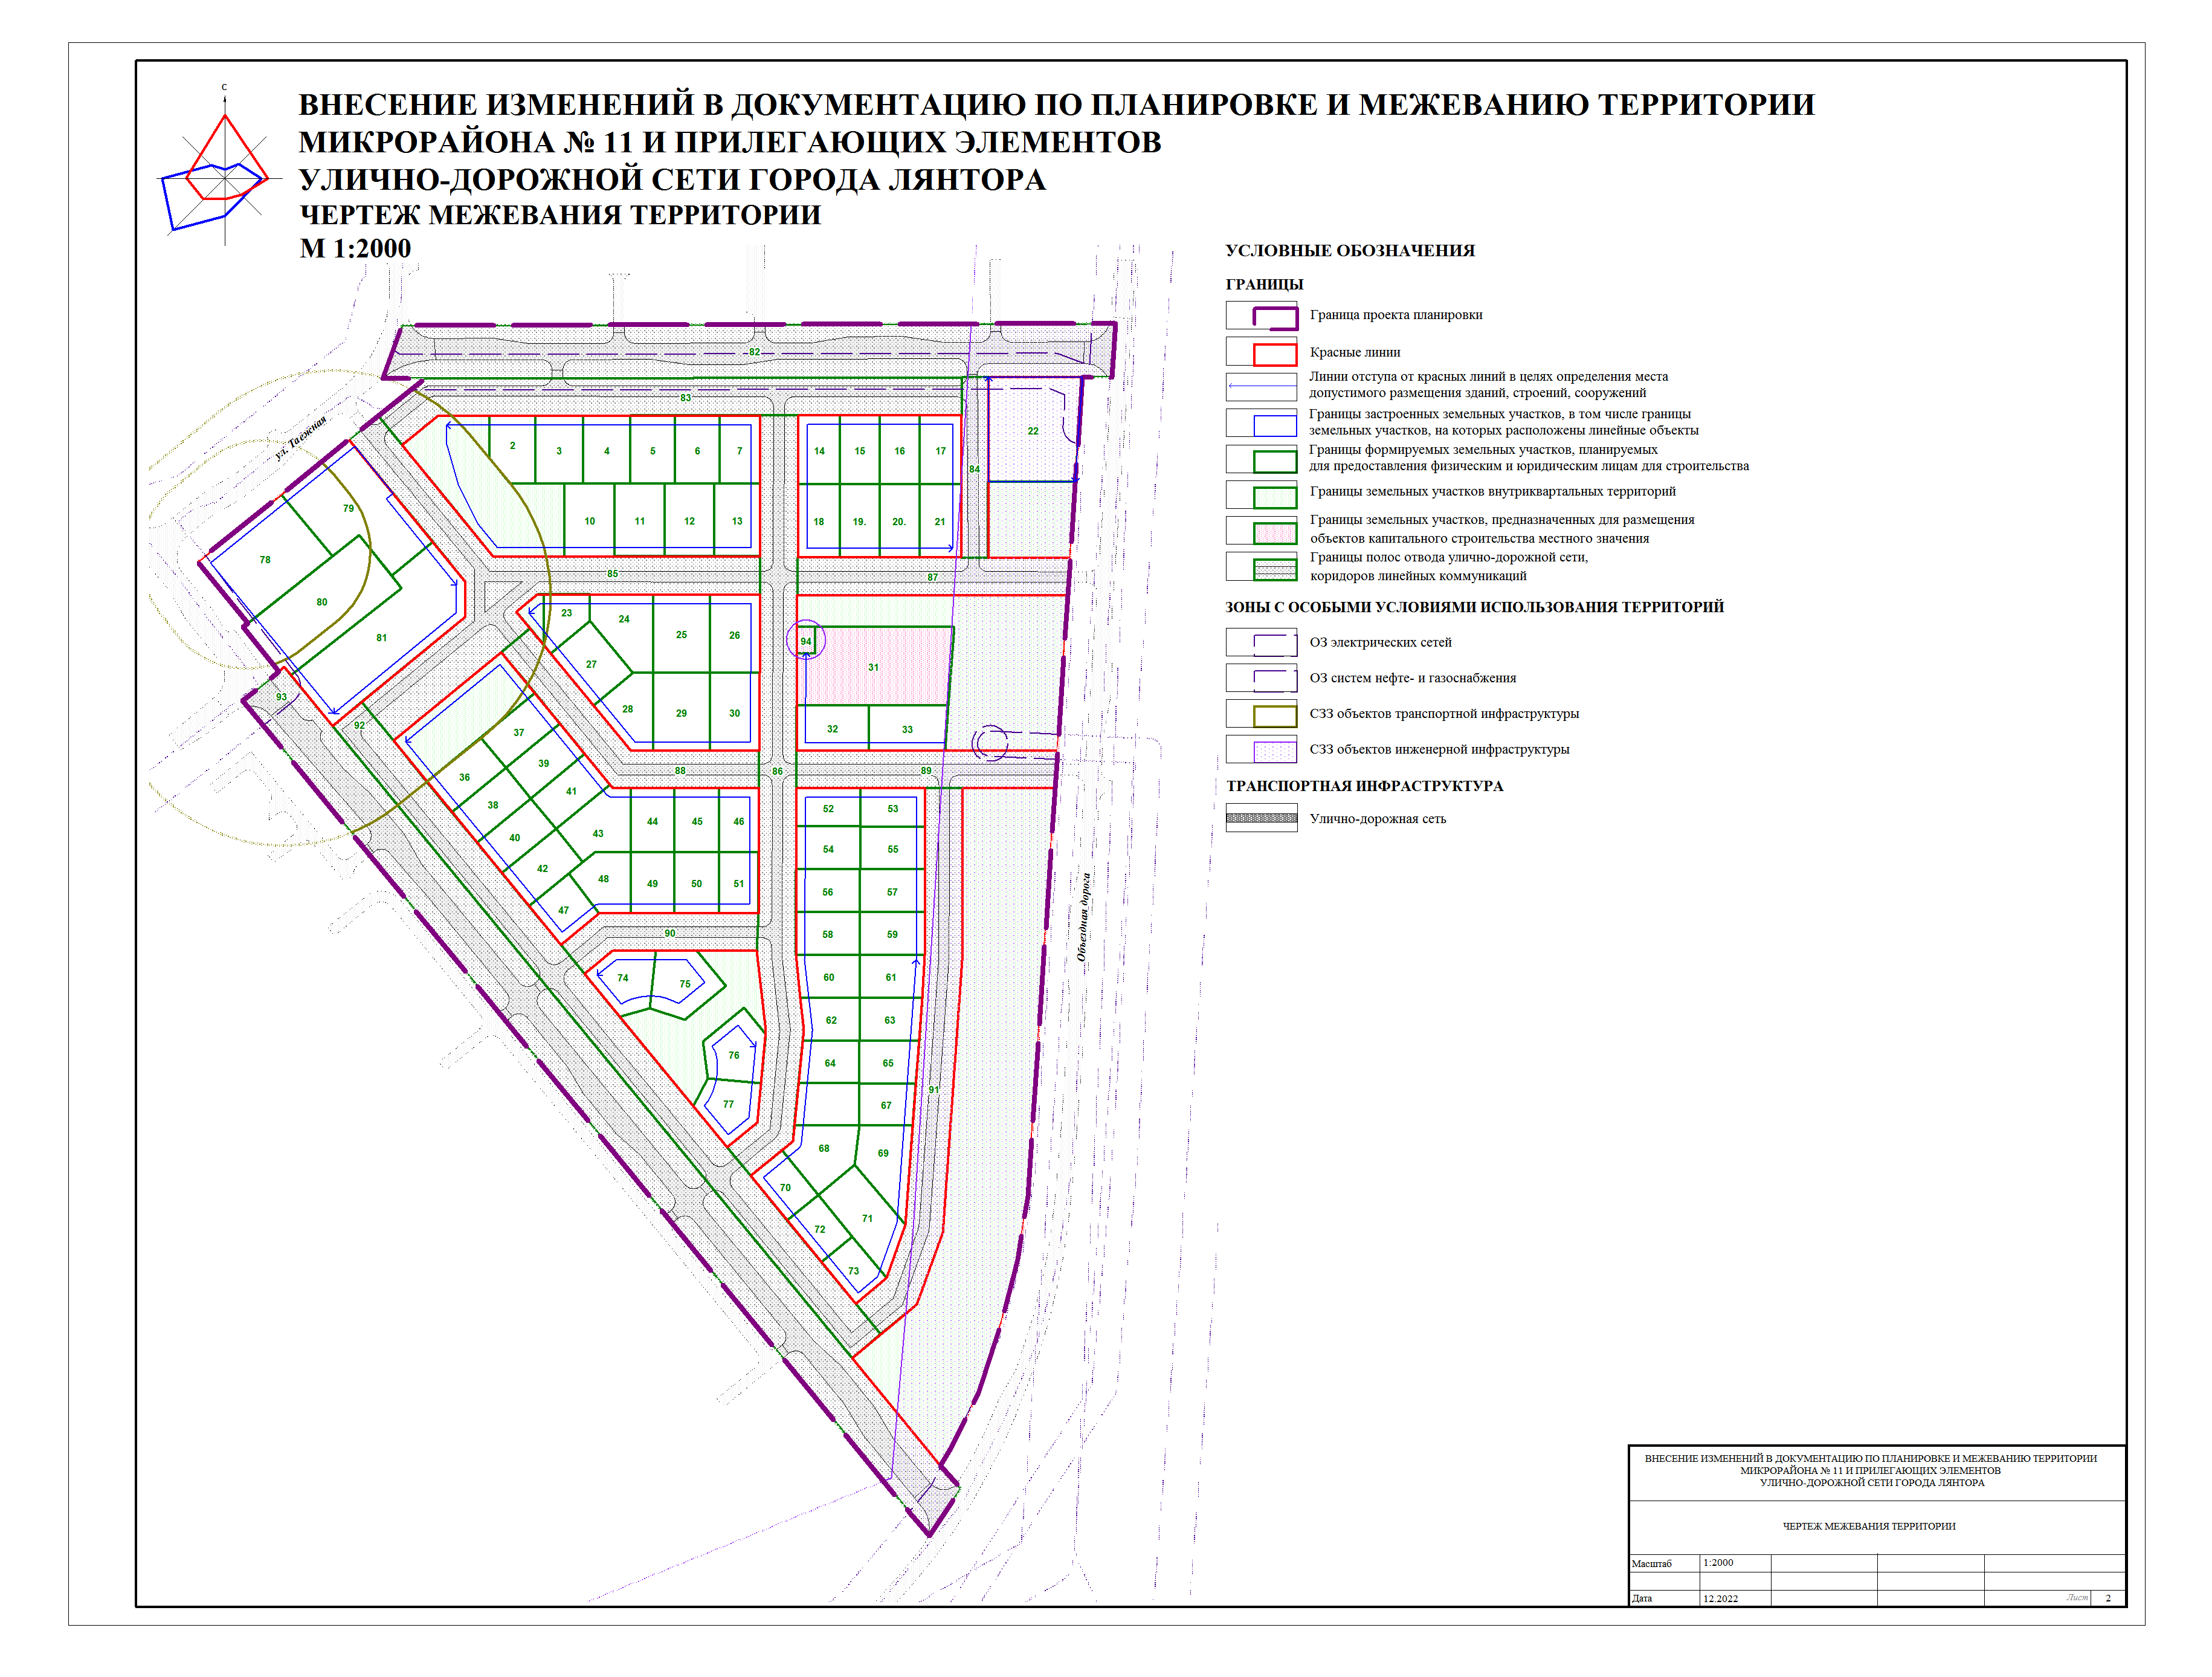 С
ВНЕСЕНИЕ ИЗМЕНЕНИЙ В ДОКУМЕНТАЦИЮ ПО ПЛАНИРОВКЕ И МЕЖЕВАНИЮ ТЕРРИТОРИИ
МИКРОРАЙОНА № 11 И ПРИЛЕГАЮЩИХ ЭЛЕМЕНТОВ
УЛИЧНО-ДОРОЖНОЙ СЕТИ ГОРОДА ЛЯНТОРА
ЧЕРТЕЖ МЕЖЕВАНИЯ ТЕРРИТОРИИ
М 1:2000
82
83
ул. Таежная
2 3 4 5 6 7
10 11 12 13
14 15 16 17
18 19. 20. 21
84
22
79
78
80
81
85
87
23 24 25 26
27
28 29 30
94
31
32 33
93
92
37
36
39
38
41
40
43
42
44 45 46
48 49 50 51
47
88
86
89
90
52 53
54 55
56 57
58 59
60 61
62 63
64 65
67
68 69
70
71
72
73
74 75
76
77
91
Объездная дорога
УСЛОВНЫЕ ОБОЗНАЧЕНИЯ
ГРАНИЦЫ
Граница проекта планировки
Красные линии
Линии отступа от красных линий в целях определения места
допустимого размещения зданий, строений, сооружений
Границы застроенных земельных участков, в том числе границы
земельных участков, на которых расположены линейные объекты
Границы формируемых земельных участков, планируемых
для предоставления физическим и юридическим лицам для строительства
Границы земельных участков внутриквартальных территорий
Границы земельных участков, предназначенных для размещения
объектов капитального строительства местного значения
Границы полос отвода улично-дорожной сети,
коридоров линейных коммуникаций
ЗОНЫ С ОСОБЫМИ УСЛОВИЯМИ ИСПОЛЬЗОВАНИЯ ТЕРРИТОРИЙ
ОЗ электрических сетей
ОЗ систем нефте- и газоснабжения
СЗЗ объектов транспортной инфраструктуры
СЗЗ объектов инженерной инфраструктуры
ТРАНСПОРТНАЯ ИНФРАСТРУКТУРА
Улично-дорожная сеть
ВНЕСЕНИЕ ИЗМЕНЕНИЙ В ДОКУМЕНТАЦИЮ ПО ПЛАНИРОВКЕ И МЕЖЕВАНИЮ ТЕРРИТОРИИ
МИКРОРАЙОНА № 11 И ПРИЛЕГАЮЩИХ ЭЛЕМЕНТОВ
УЛИЧНО-ДОРОЖНОЙ СЕТИ ГОРОДА ЛЯНТОРА
ЧЕРТЕЖ МЕЖЕВАНИЯ ТЕРРИТОРИИ
Масштаб 1:2000
Дата 12.2022 Лист 2